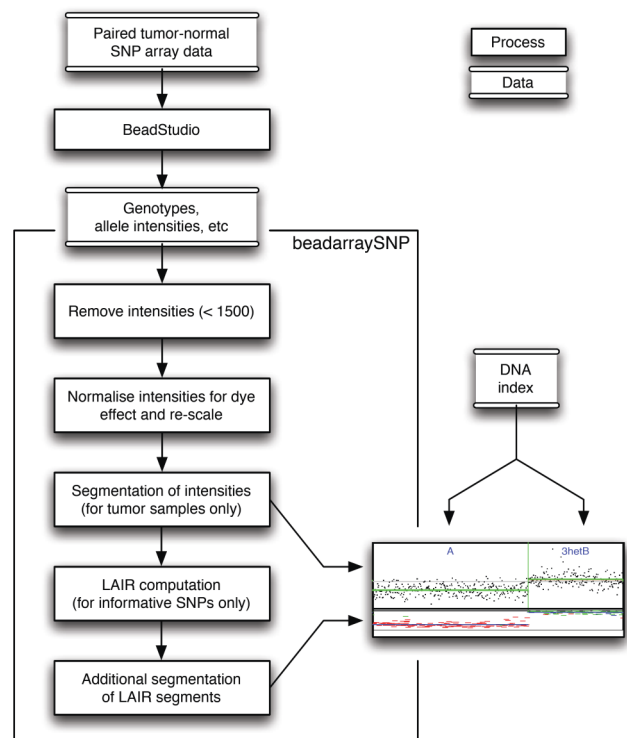 Paired tumor-normal
SNP array data
Process
Data
BeadStudio
Genotypes,
allele intensities, etc
beadarraySNP
Remove intensities (< 1500)
DNA
index
Normalise intensities for dye
effect and re-scale
Segmentation of intensities
(for tumor samples only)
A
3hetB
LAIR computation
(for informative SNPs only)
Additional segmentation
of LAIR segments